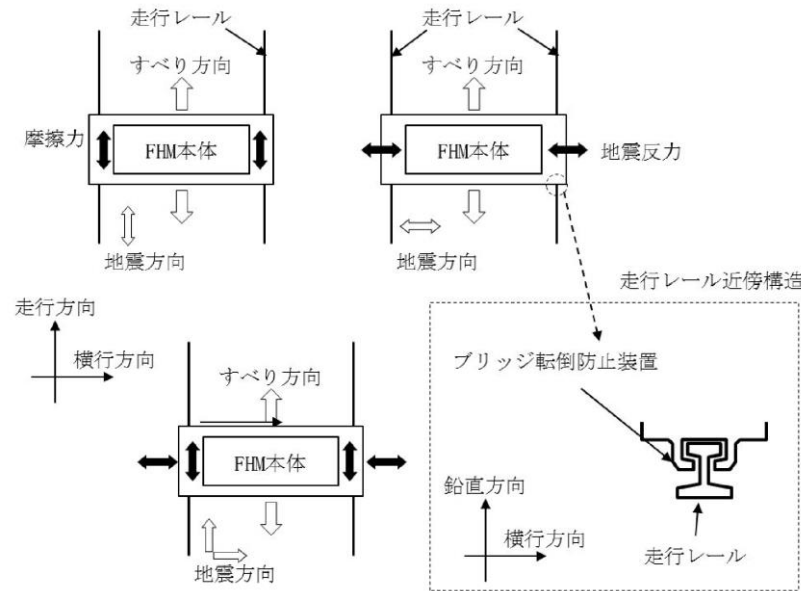 走行レール
すべり方向
摩擦力
FHM本体
地震方向
走行レール
すべり方向
FHM本体
地震反力
地震方向
走行レール近傍構造
走行方向
横行方向
すべり方向
FHM本体
地震方向
ブリッジ転倒防止装置
鉛直方向
横行方向
走行レール